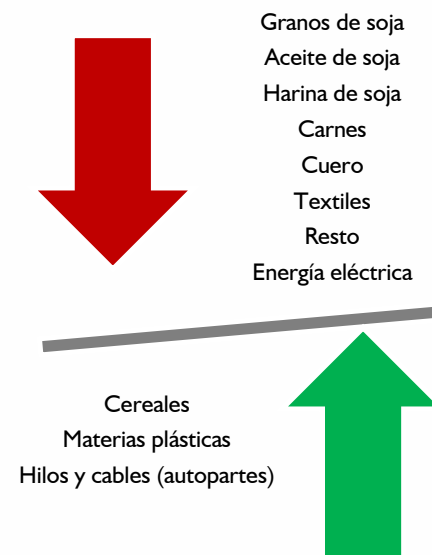 Granos de soja
Aceite de soja
Harina de soja
Carnes
Cuero
Textiles
Resto
Energía eléctrica
Cereales
Materias plásticas
Hilos y cables (autopartes)